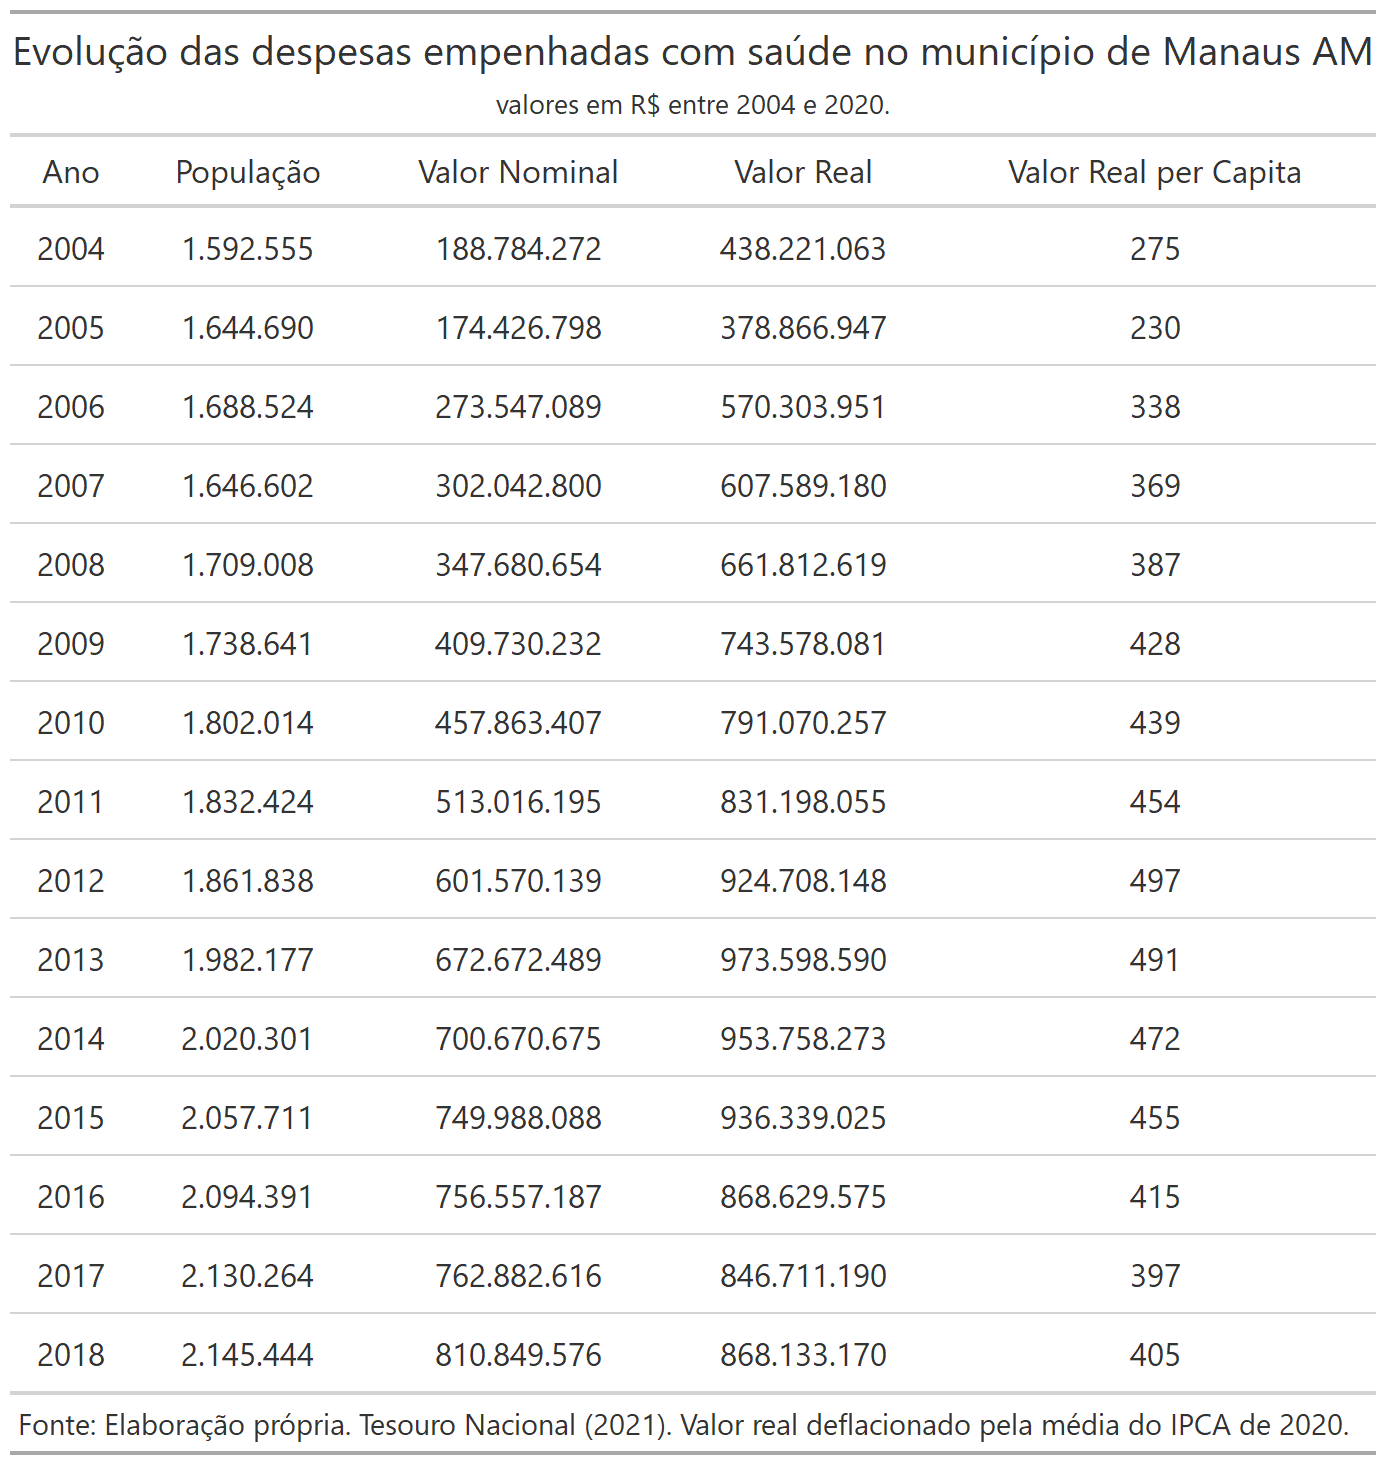 Evolução das despesas empenhadas com saúde no município de Manaus AM
valores em R$ entre 2004 e 2020.
Ano População Valor Nominal Valor Real Valor Real per Capita
2004 1.592.555 188.784.272 438.221.063 275
2005 1.644.690 174.426.798 378.866.947 230
2006 1.688.524 273.547.089 570.303.951 338
2007 1.646.602 302.042.800 607.589.180 369
2008 1.709.008 347.680.654 661.812.619 387
2009 1.738.641 409.730.232 743.578.081 428
2010 1.802.014 457.863.407 791.070.257 439
2011 1.832.424 513.016.195 831.198.055 454
2012 1.861.838 601.570.139 924.708.148 497
2013 1.982.177 672.672.489 973.598.590 491
2014 2.020.301 700.670.675 953.758.273 472
2015 2.057.711 749.988.088 936.339.025 455
2016 2.094.391 756.557.187 868.629.575 415
2017 2.130.264 762.882.616 846.711.190 397
2018 2.145.444 810.849.576 868.133.170 405
Fonte: Elaboração própria. Tesouro Nacional (2021). Valor real deflacionado pela média do IPCA de 2020.